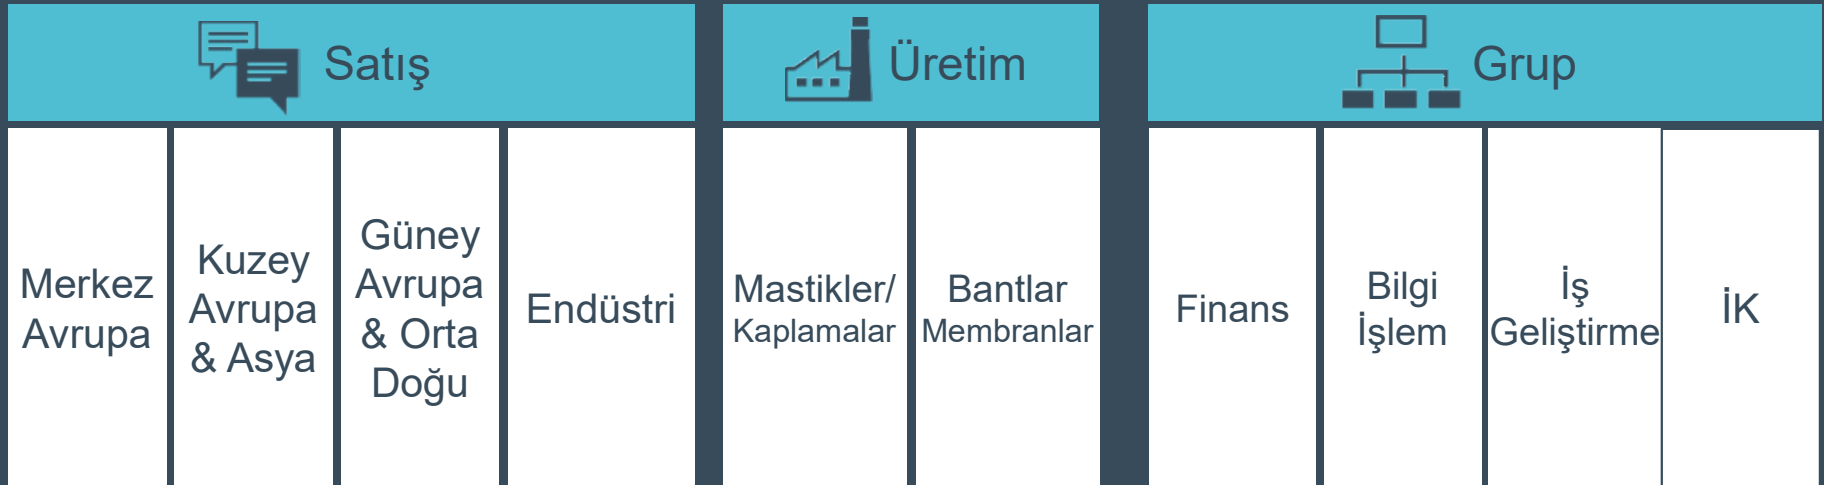 Satış
Üretim
Grup
Merkez
Avrupa
Kuzey
Avrupa
& Asya
Güney
Avrupa
& Orta
Doğu
Endüstri
Mastikler/
Kaplamalar
Bantlar
Membranlar
Finans
Bilgi
İşlem
İş
Geliştirme
İK